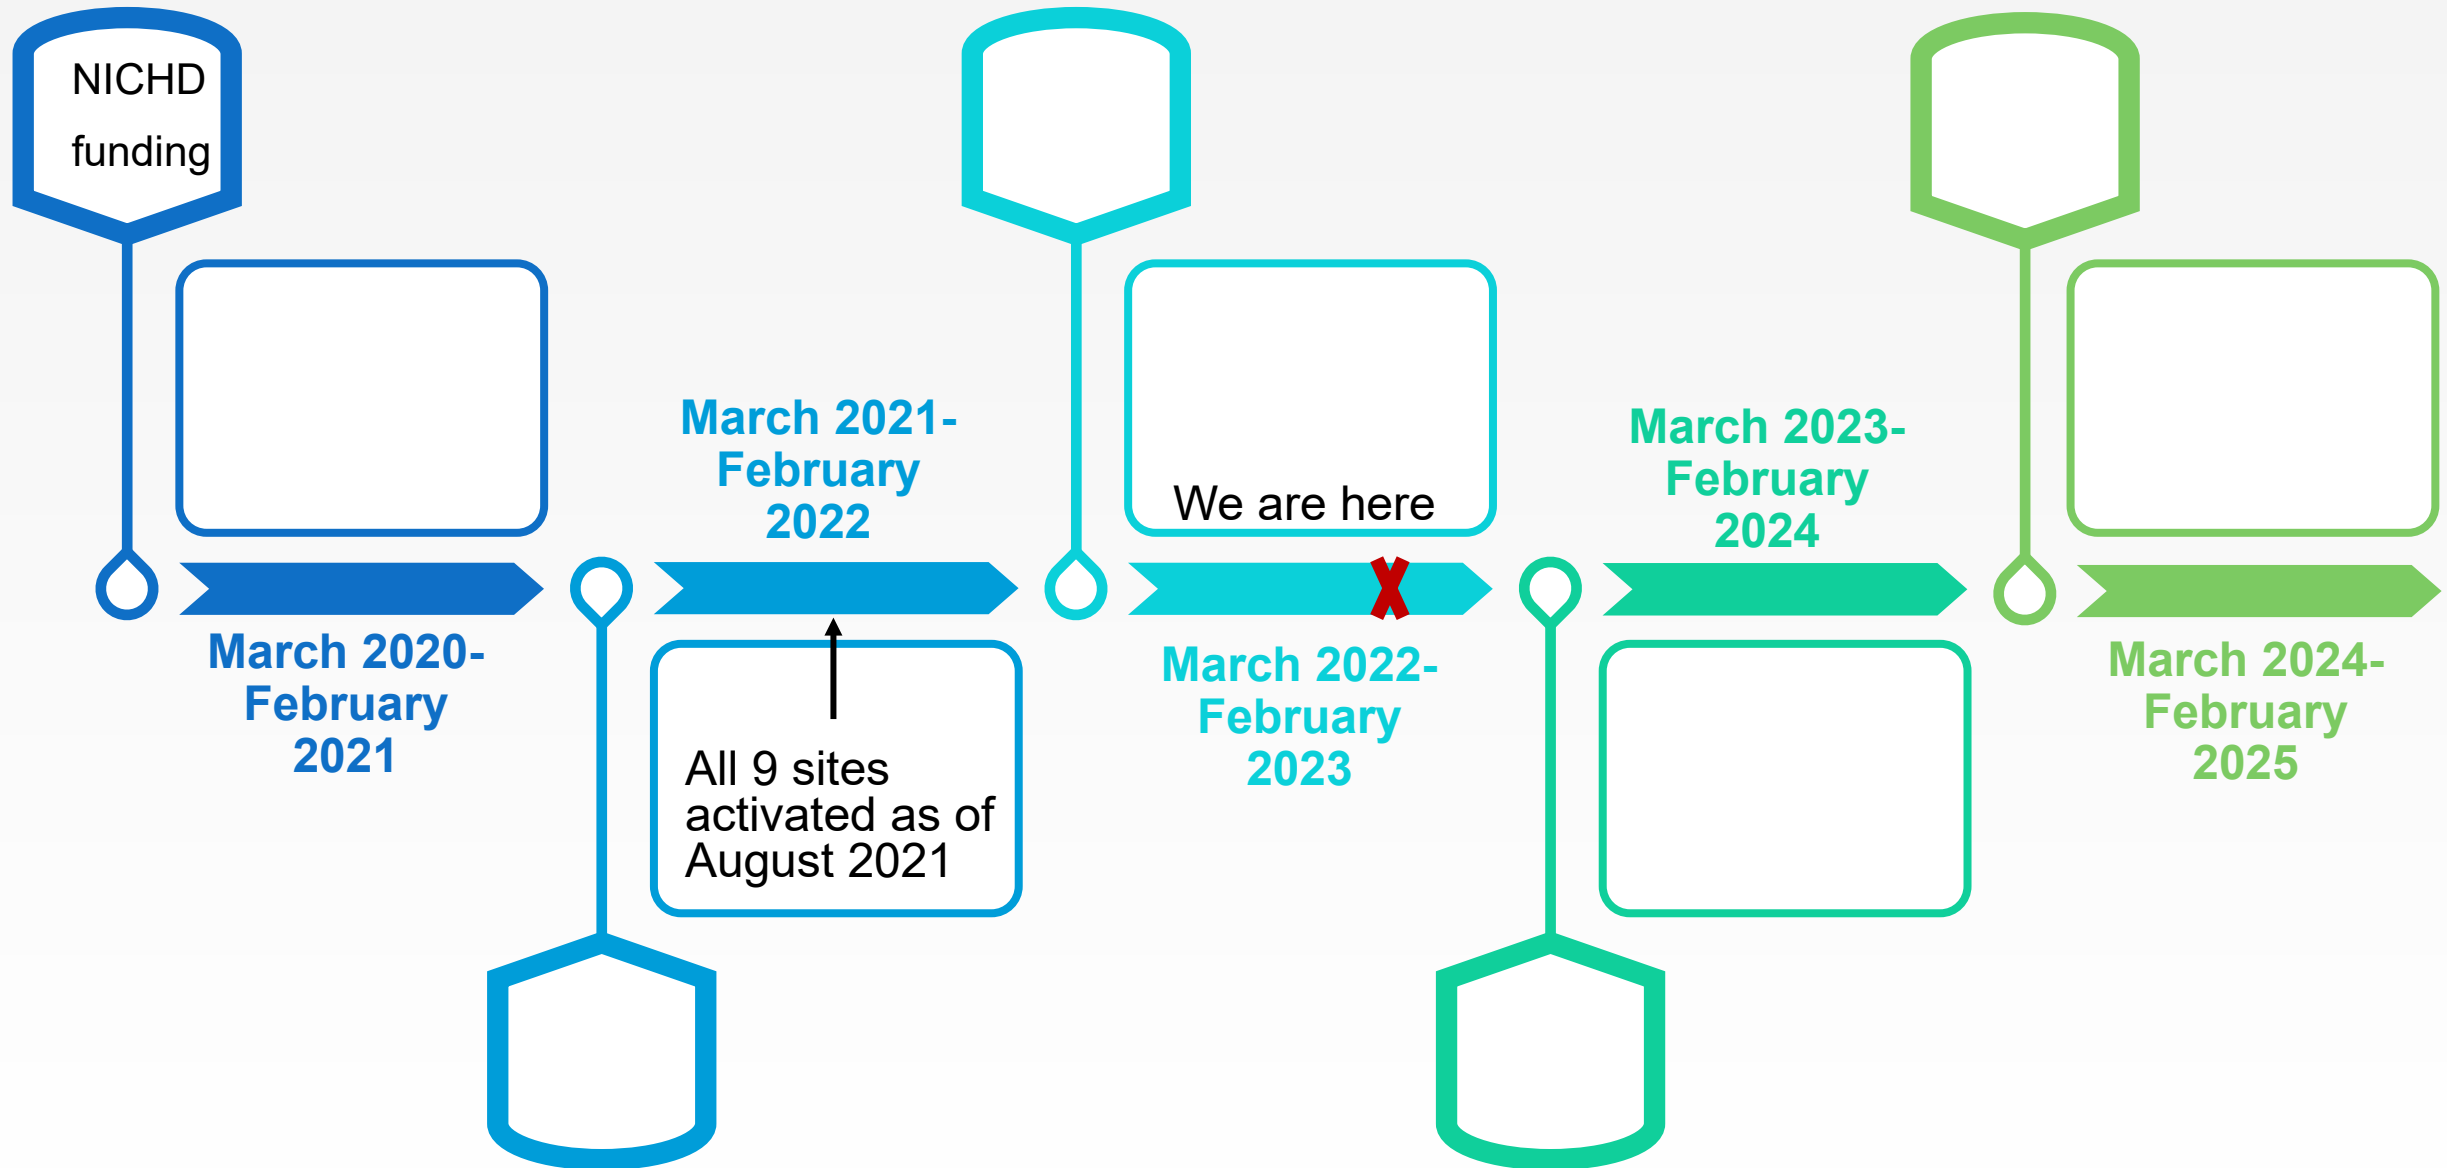 NICHD
funding
March 2020-
February
2021
March 2021-
February
2022
All 9 sites
activated as of
August 2021
We are here
March 2022-
February
2023
March 2023-
February
2024
March 2024-
February
2025